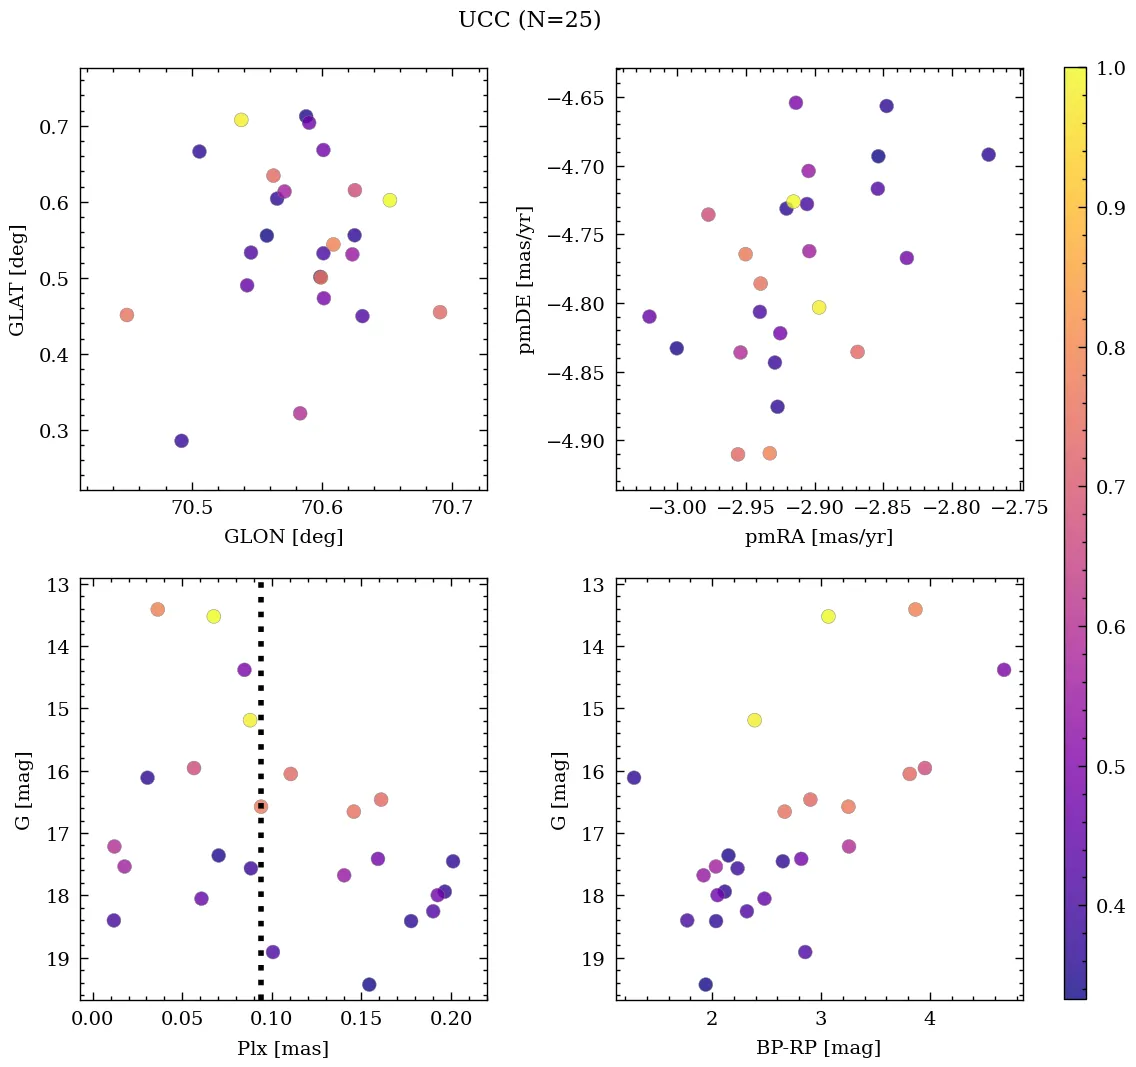 UCC (N=25)
0.7
0.6
0.5
0.4
0.3
GLAT [deg]
70.5 70.6 70.7
GLON [deg]
−4.65
−4.70
−4.75
−4.80
−4.85
−4.90
pmDE [mas/yr]
−3.00 −2.95 −2.90 −2.85 −2.80 −2.75
pmRA [mas/yr]
13
14
15
16
17
18
19
G [mag]
0.00 0.05 0.10 0.15 0.20
Plx [mas]
13
14
15
16
17
18
19
G [mag]
2 3 4
BP-RP [mag]
1.0
0.9
0.8
0.7
0.6
0.5
0.4